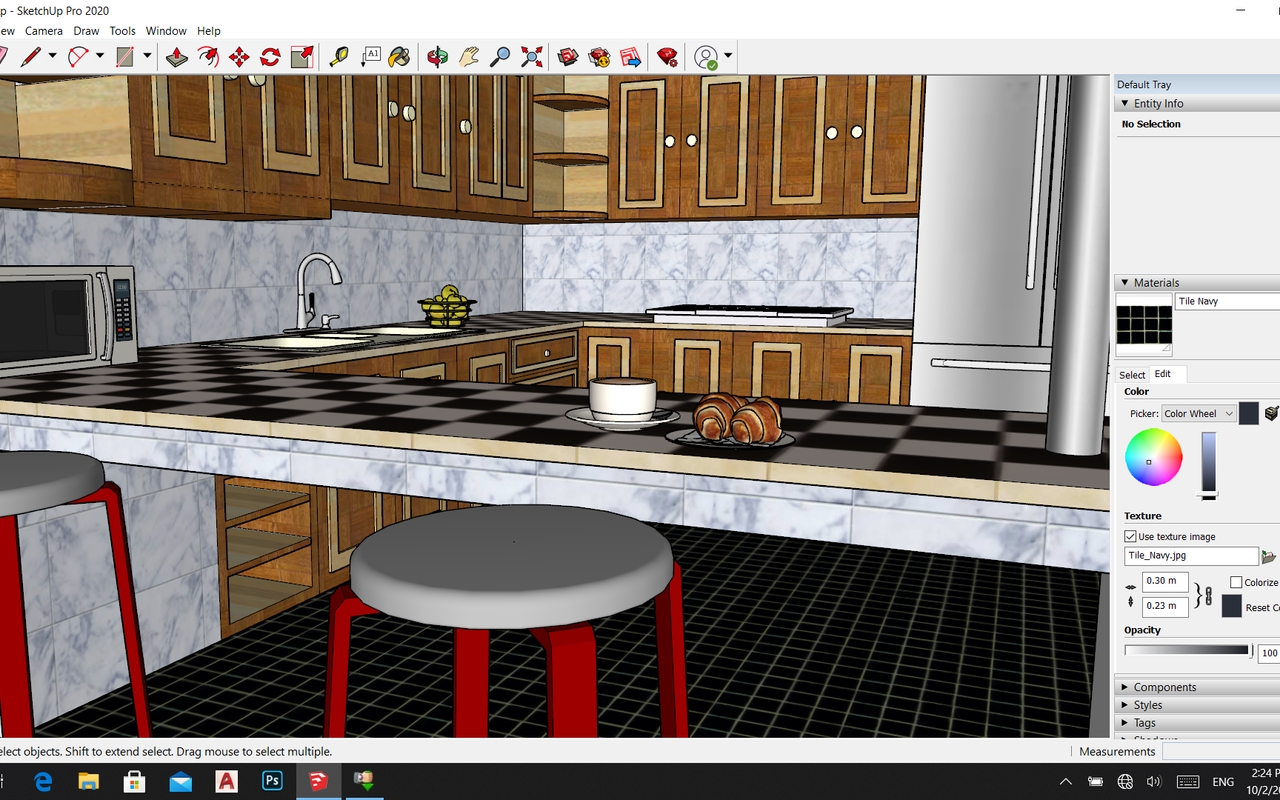 p - SketchUp Pro 2020
ew Camera Draw Tools Window Help
A1
Default Tray
Entity Info
No Selection
Materials
Tile Navy
Select Edit
Color
Picker: Color Wheel
Texture
Use texture image
Tile_Navy.jpg
0.30 m
Colorize
0.23 m
Reset Co
Opacity
100
Components
Styles
Tags
Shadows
elect objects. Shift to extend select. Drag mouse to select multiple.
Measurements
A
Ps
ENG
2:24 P
10/2/2